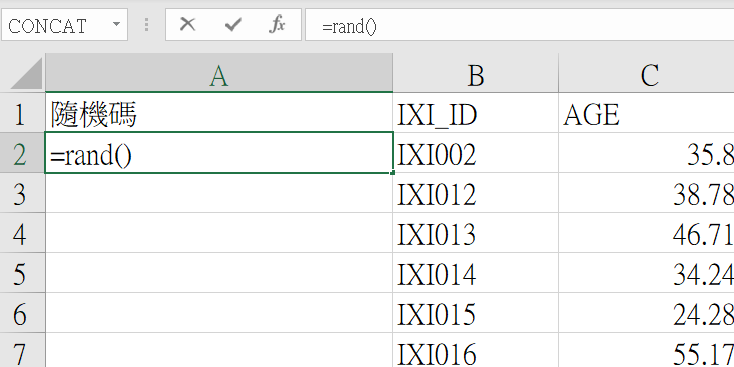 CONCAT fx =rand()
A B C
1 隨機碼 IXI_ID AGE
2 =rand() IXI002 35.8
3 IXI012 38.78
4 IXI013 46.71
5 IXI014 34.24
6 IXI015 24.28
7 IXI016 55.17